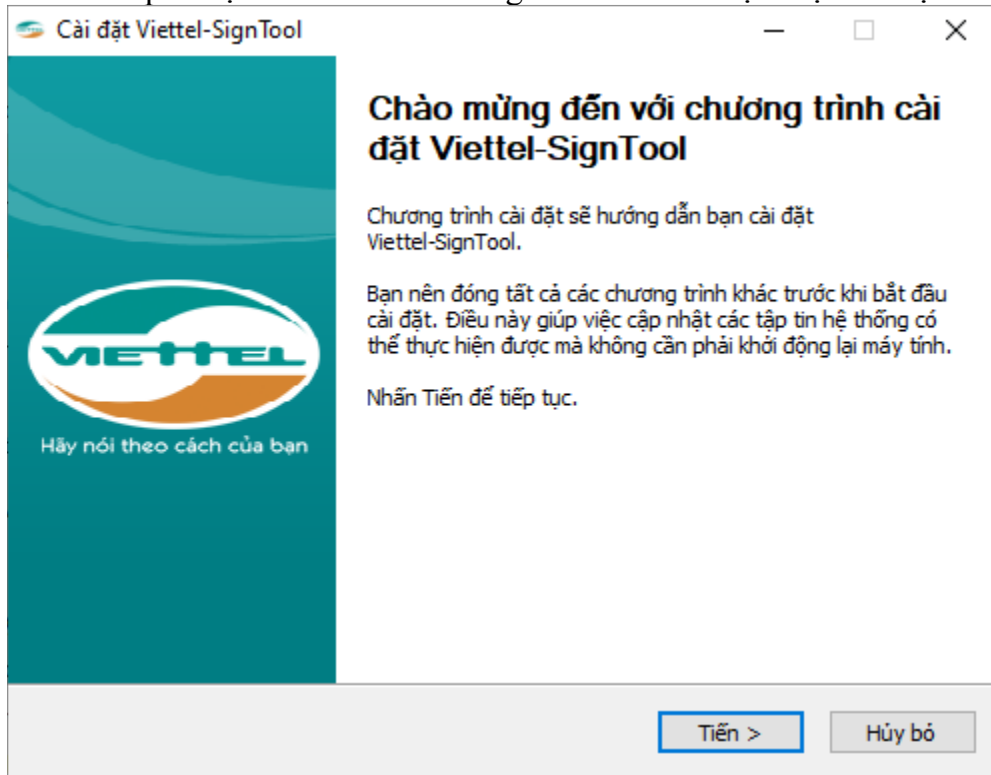 Cài đặt Viettel-SignTool
Chào mừng đến với chương trình cài
đặt Viettel-SignTool
Chương trình cài đặt sẽ hướng dẫn bạn cài đặt
Viettel-SignTool.
Bạn nên đóng tất cả các chương trình khác trước khi bắt đầu
cài đặt. Điều này giúp việc cập nhật các tập tin hệ thống có
thể thực hiện được mà không cần phải khởi động lại máy tính.
Nhấn Tiến để tiếp tục.
VIETTEL
Hãy nói theo cách của bạn
Tiến >
Hủy bỏ